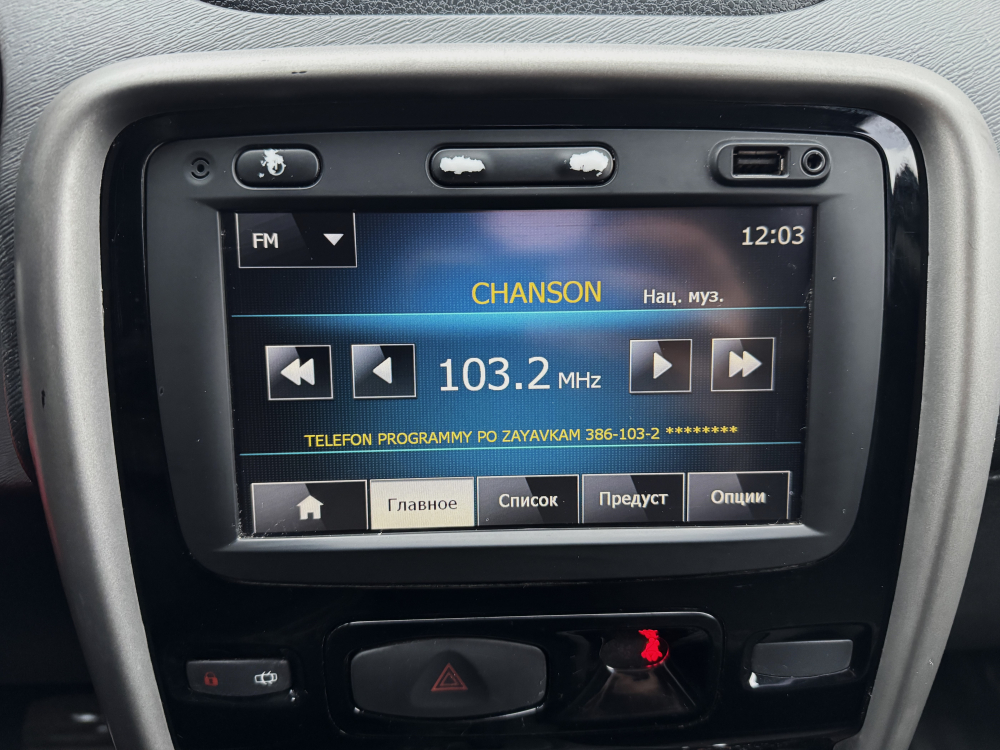 FM
12:03
CHANSON
Нац. муз.
103.2 MHz
TELEFON PROGRAMMY PO ZAYAVKAM 386-103-2 ********
Главное Список Предуст Опции